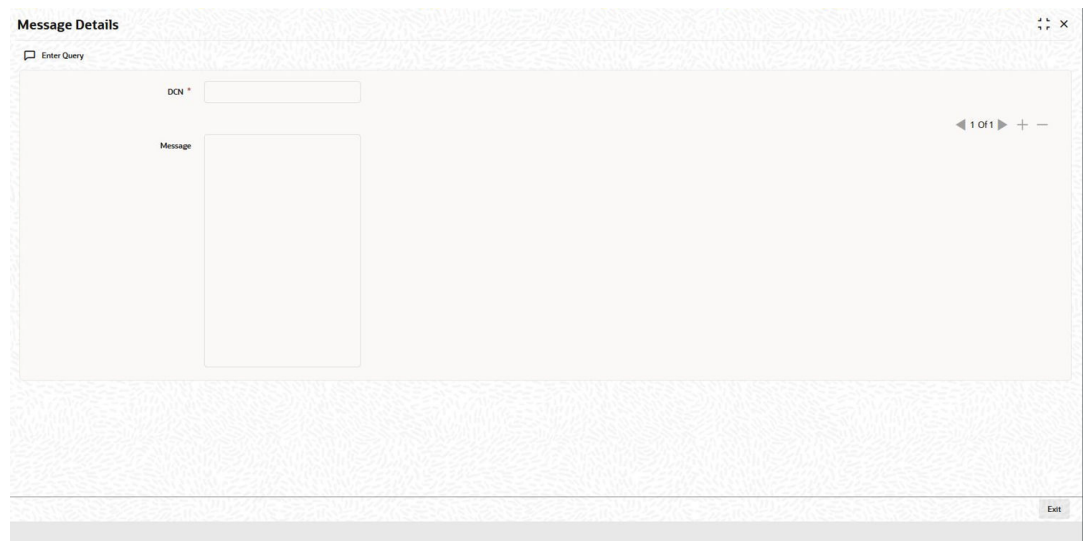 Message Details
Enter Query
DCN *
1 Of 1
Message
Exit